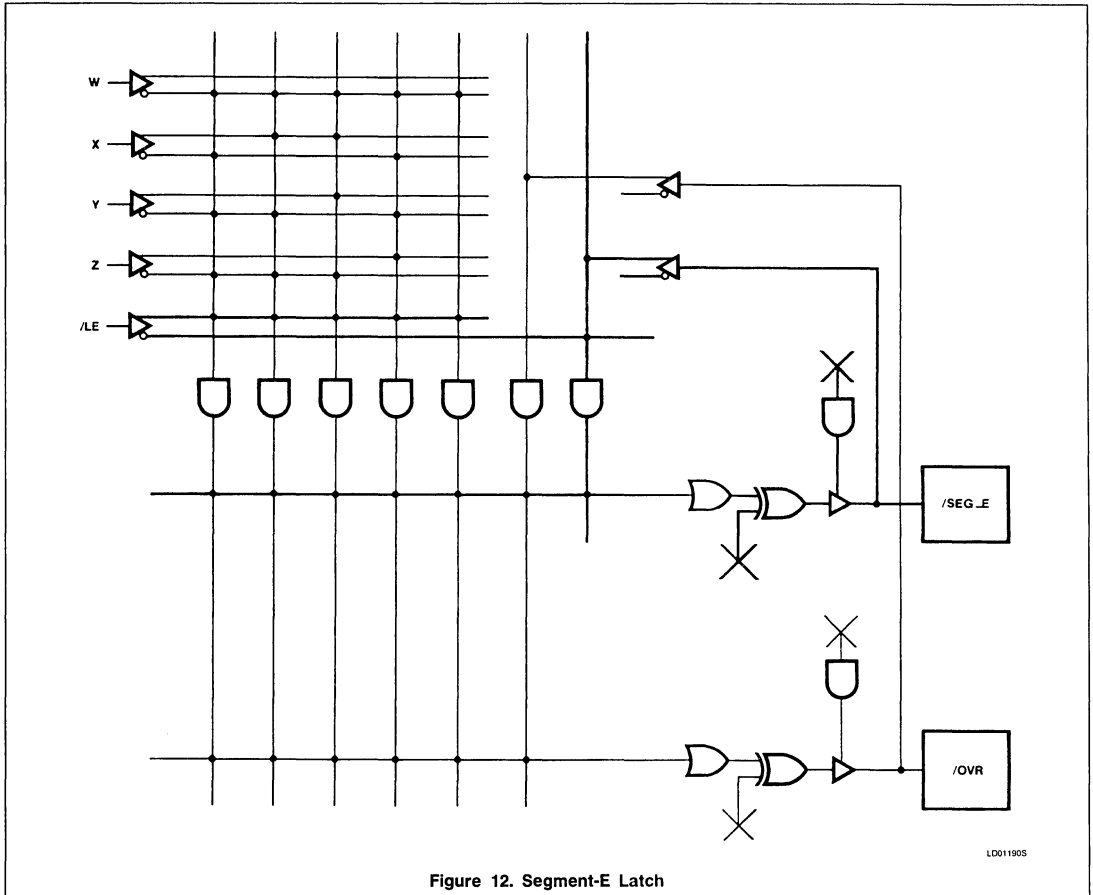 W
X
Y
Z
/LE
/SEG_E
/OVR
LD01190S
Figure 12. Segment-E Latch